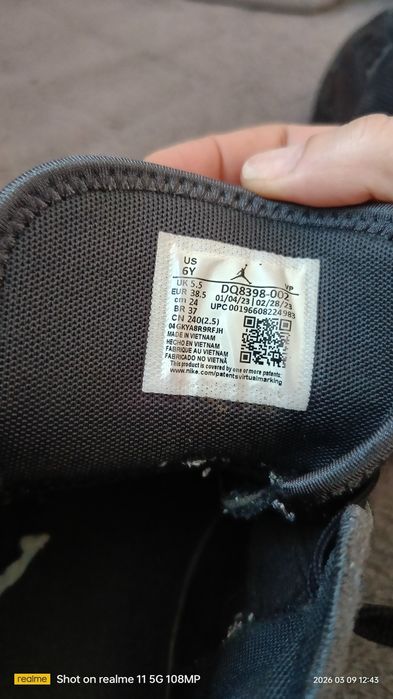 US
6Y
YP
UK 5.5
EUR 38.5
cm 24
BR 37
CN 240(2.5)
DQ8398-002
01/04/23 | 02/28/23
UPC 00196608224983
04GKYA8R9RFJH
MADE IN VIETNAM
HECHO EN VIETNAM
FABRIQUE AU VIETNAM
FABRICADO NO VIETNÃ
This product is covered by one or more patents:
www.nike.com/patentsvirtualmarking
realme Shot on realme 11 5G 108MP
2026 03 09 12:43